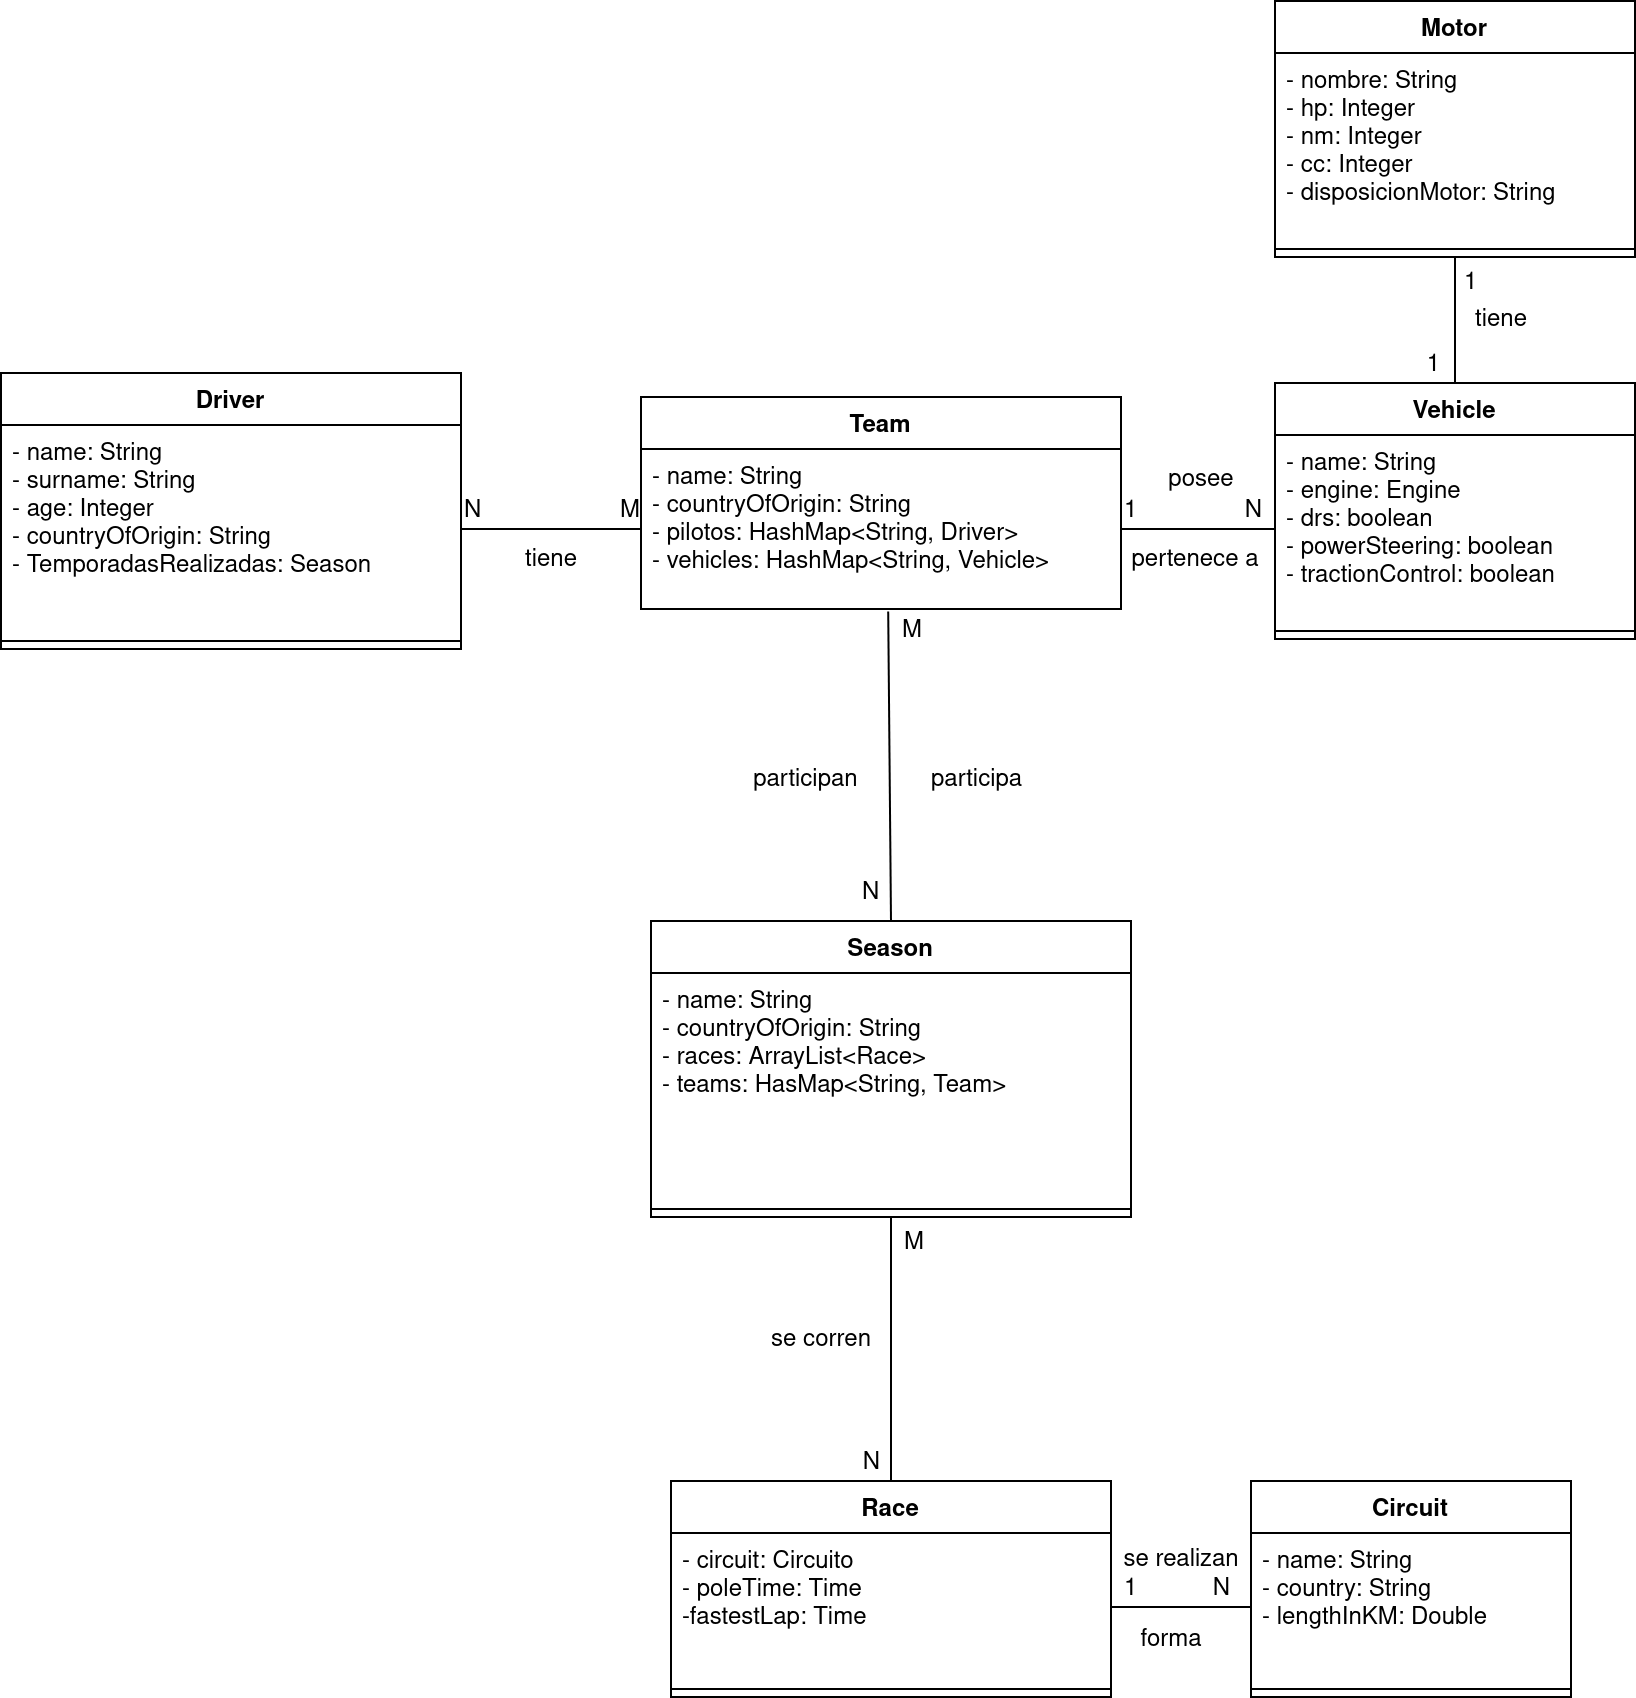 Motor
- nombre: String
- hp: Integer
- nm: Integer
- cc: Integer
- disposicionMotor: String
1
tiene
1
Driver
- name: String
- surname: String
- age: Integer
- countryOfOrigin: String
- TemporadasRealizadas: Season
N
M
tiene
Team
- name: String
- countryOfOrigin: String
- pilotos: HashMap<String, Driver>
- vehicles: HashMap<String, Vehicle>
posee
1
N
pertenece a
Vehicle
- name: String
- engine: Engine
- drs: boolean
- powerSteering: boolean
- tractionControl: boolean
M
participan
participa
N
Season
- name: String
- countryOfOrigin: String
- races: ArrayList<Race>
- teams: HasMap<String, Team>
M
se corren
N
Race
- circuit: Circuito
- poleTime: Time
-fastestLap: Time
se realizan
1
N
forma
Circuit
- name: String
- country: String
- lengthInKM: Double